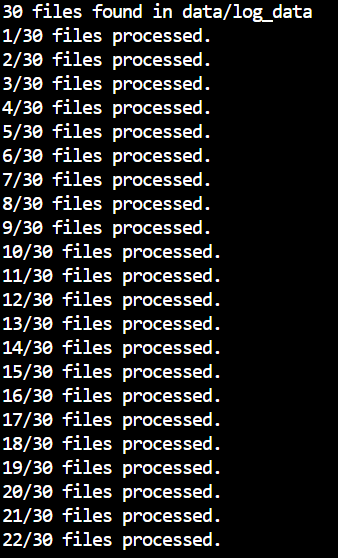 30 files found in data/log_data
1/30 files processed.
2/30 files processed.
3/30 files processed.
4/30 files processed.
5/30 files processed.
6/30 files processed.
7/30 files processed.
8/30 files processed.
9/30 files processed.
10/30 files processed.
11/30 files processed.
12/30 files processed.
13/30 files processed.
14/30 files processed.
15/30 files processed.
16/30 files processed.
17/30 files processed.
18/30 files processed.
19/30 files processed.
20/30 files processed.
21/30 files processed.
22/30 files processed.